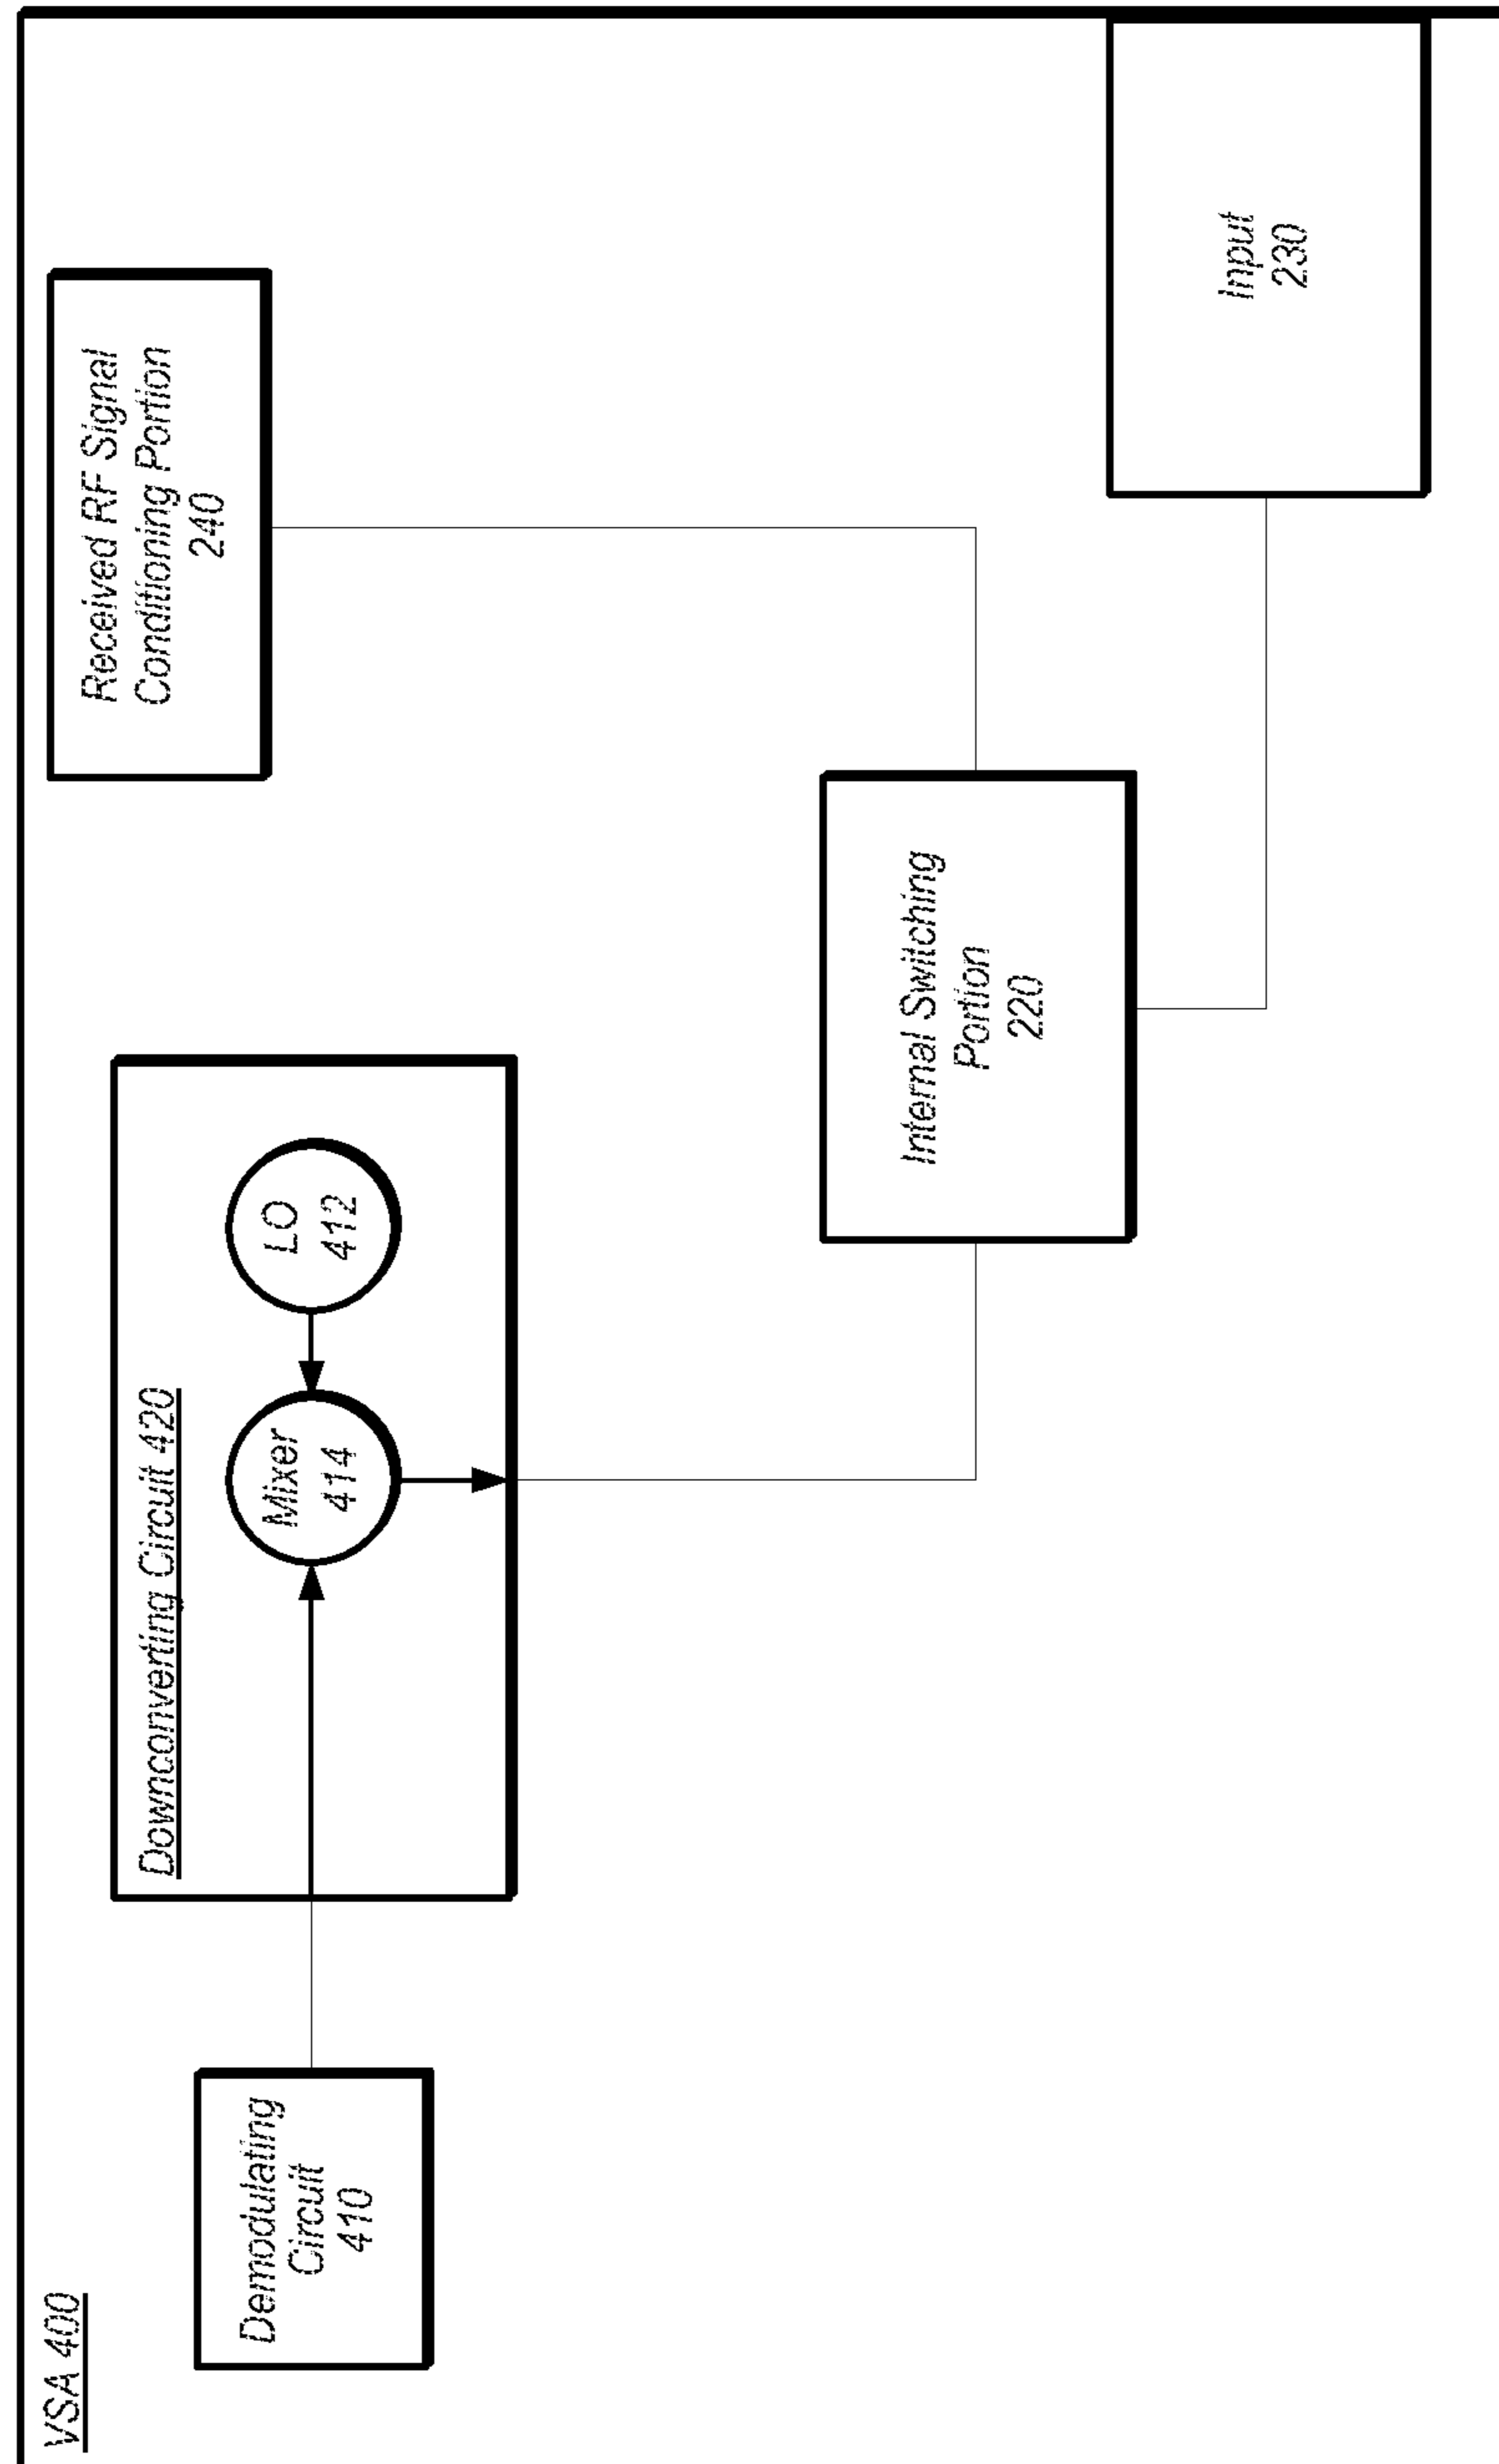 VSA 400
Demodulating
Circuit
410
Downconverting Circuit 420
Mixer
414
LO
412
Received RF Signal
Conditioning Portion
240
Internal Switching
Portion
220
Input
230